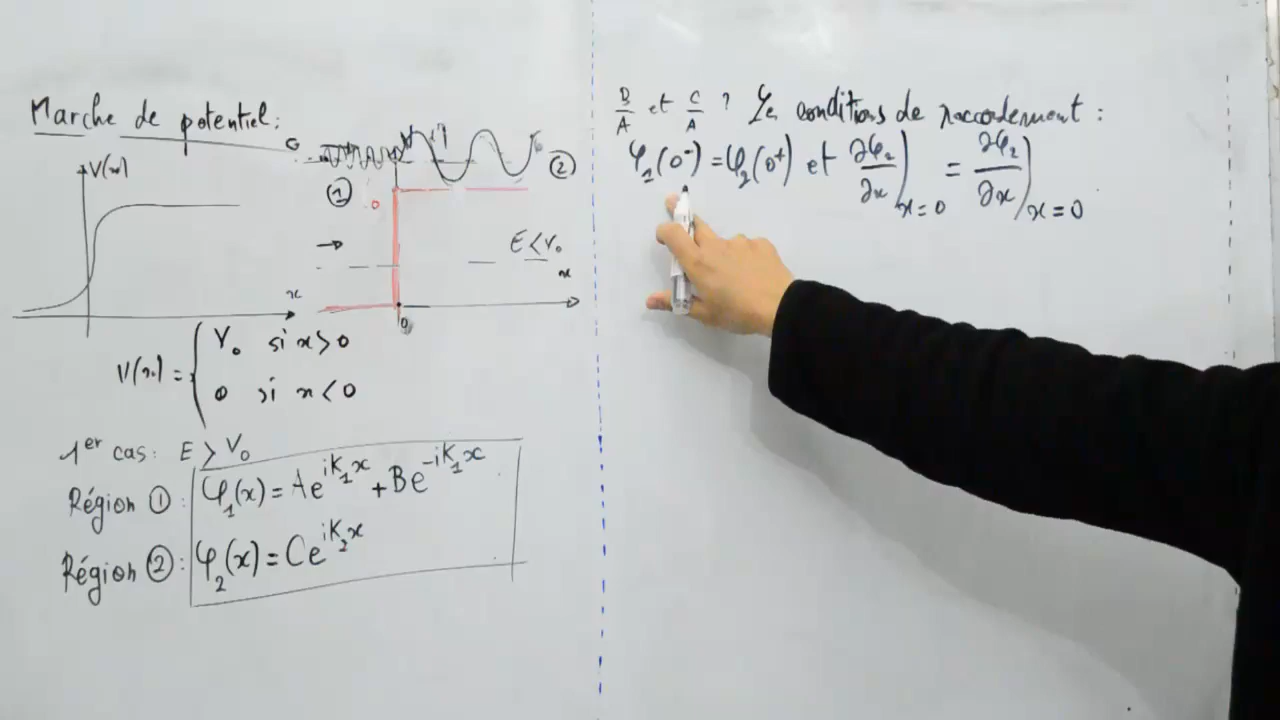 Marche de potentiel:
V(x)
x
①
②
0
E < V₀
x
0
V(x) = { V₀ si x > 0
0 si x < 0
1er cas: E > V₀
Région ①: φ₁(x) = Ae^{iK₁x} + Be^{-iK₁x}
Région ②: φ₂(x) = Ce^{iK₂x}
B/A et C/A ? Les conditions de raccordement :
φ₁(0⁻) = φ₂(0⁺) et ∂φ₂/∂x)x=0 = ∂φ₂/∂x)x=0